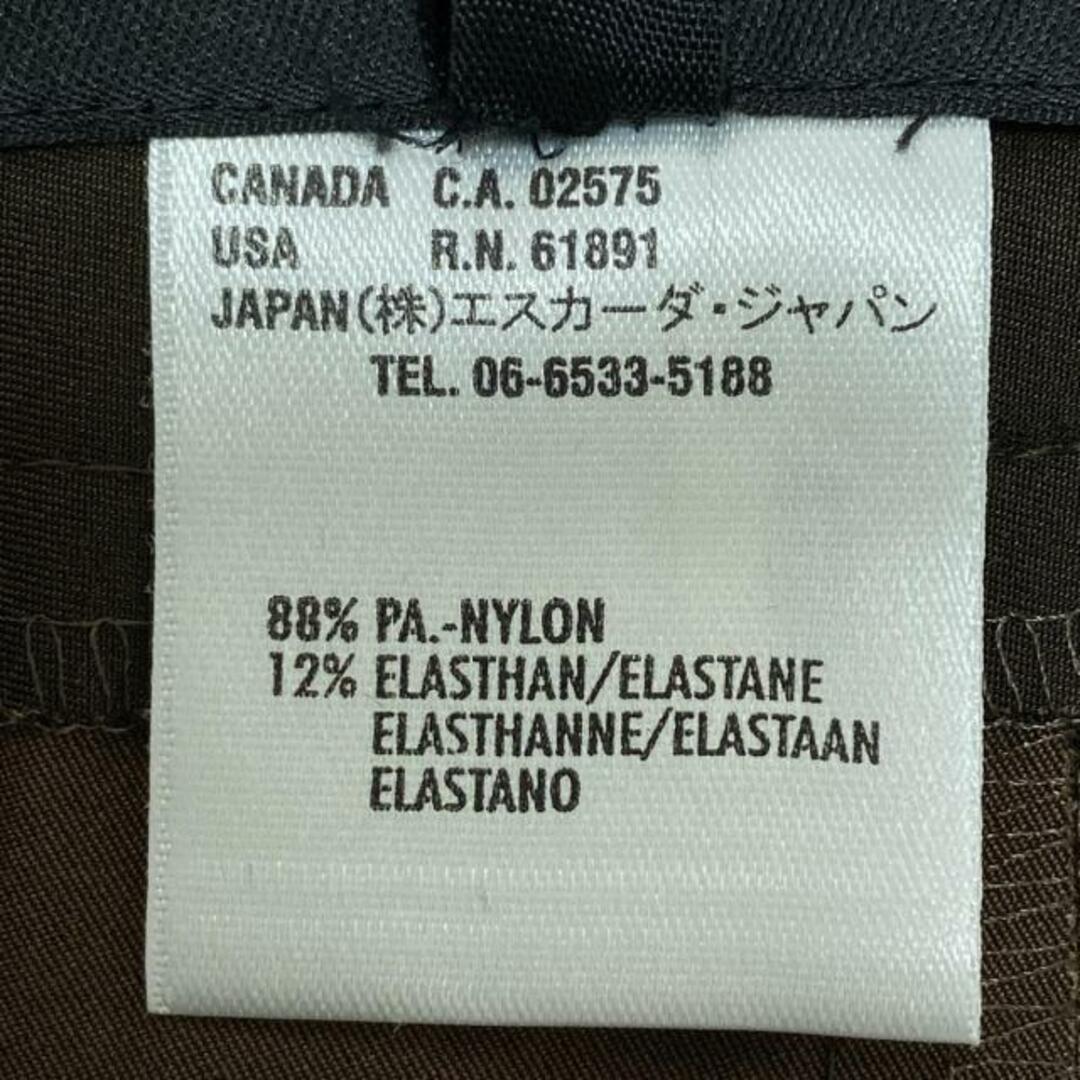 CANADA C.A. 02575
USA R.N. 61891
JAPAN(株)エスカーダ・ジャパン
TEL. 06-6533-5188
88% PA.-NYLON
12% ELASTHAN/ELASTANE
ELASTHANNE/ELASTAAN
ELASTANO